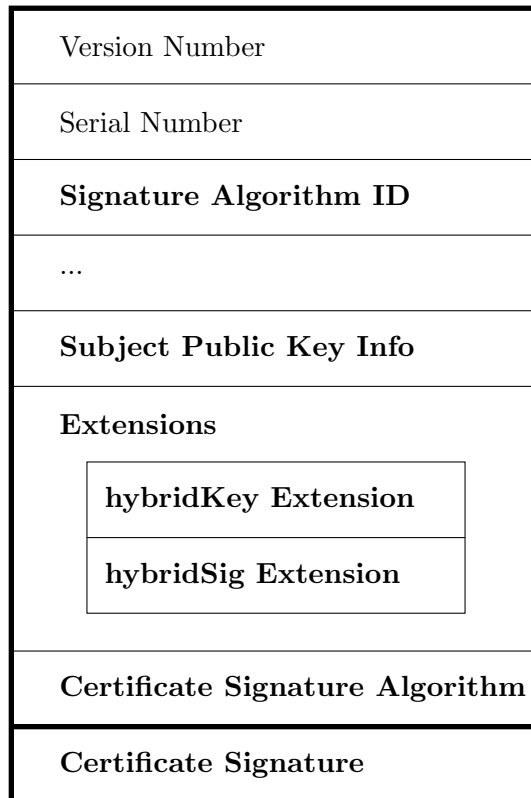 Version Number
Serial Number
Signature Algorithm ID
...
Subject Public Key Info
Extensions
hybridKey Extension
hybridSig Extension
Certificate Signature Algorithm
Certificate Signature